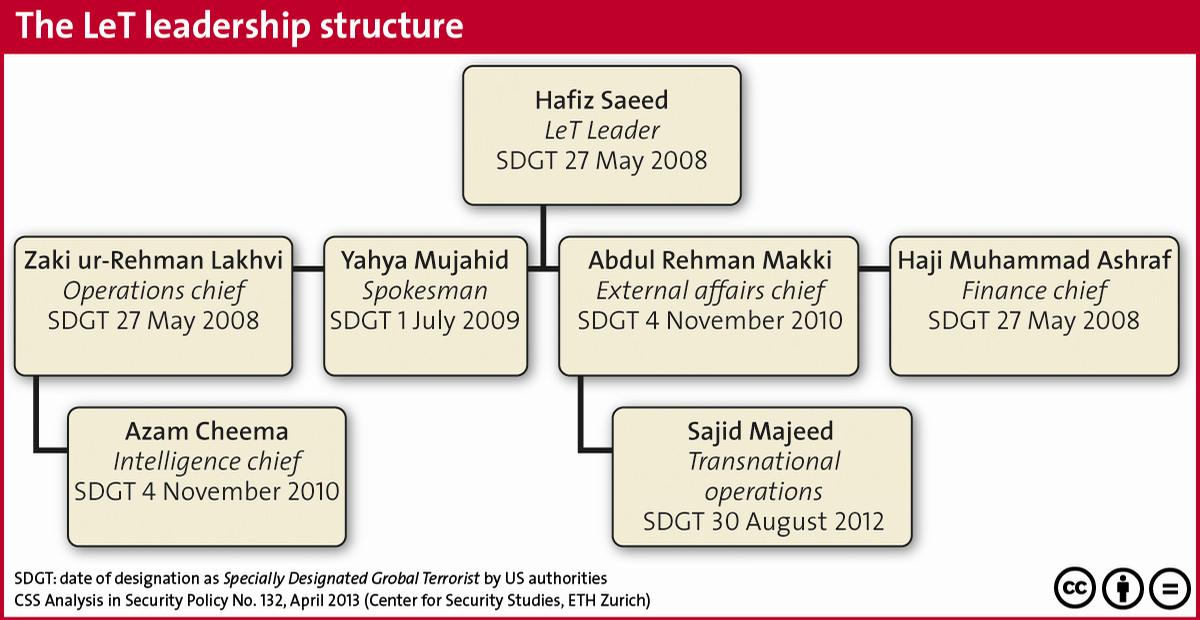 The LeT leadership structure
Hafiz Saeed
LeT Leader
SDGT 27 May 2008
Zaki ur-Rehman Lakhvi
Operations chief
SDGT 27 May 2008
Yahya Mujahid
Spokesman
SDGT 1 July 2009
Abdul Rehman Makki
External affairs chief
SDGT 4 November 2010
Haji Muhammad Ashraf
Finance chief
SDGT 27 May 2008
Azam Cheema
Intelligence chief
SDGT 4 November 2010
Sajid Majeed
Transnational
operations
SDGT 30 August 2012
SDGT: date of designation as Specially Designated Grobal Terrorist by US authorities
CSS Analysis in Security Policy No. 132, April 2013 (Center for Security Studies, ETH Zurich)
cc